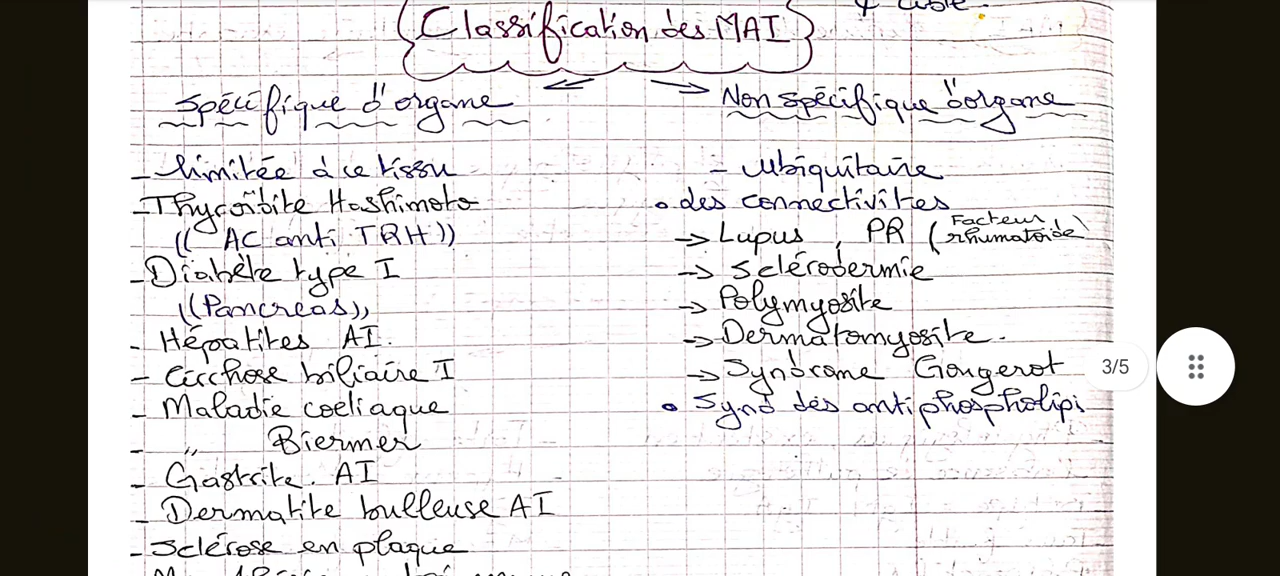 Classification des MAI
Spécifique d'organe
Non spécifique d'organe
- limitée à ce tissu
- Thyroïdite Hashimoto
(( AC anti TRH ))
- Diabète type I
((Pancreas))
- Hépatites AI.
- Cirrhose biliaire I
- Maladie coeliaque
- " Biermer
- Gastrite. AI
- Dermatite bulleuse AI
- Sclérose en plaque
- Ubiquitaire
• des connectivites
→ Lupus, PR (Facteur rhumatoïde)
→ Sclérodermie
→ Polymyosite
→ Dermatomyosite.
→ Syndrome Gougerot
• Synd des antiphospholipi
3/5